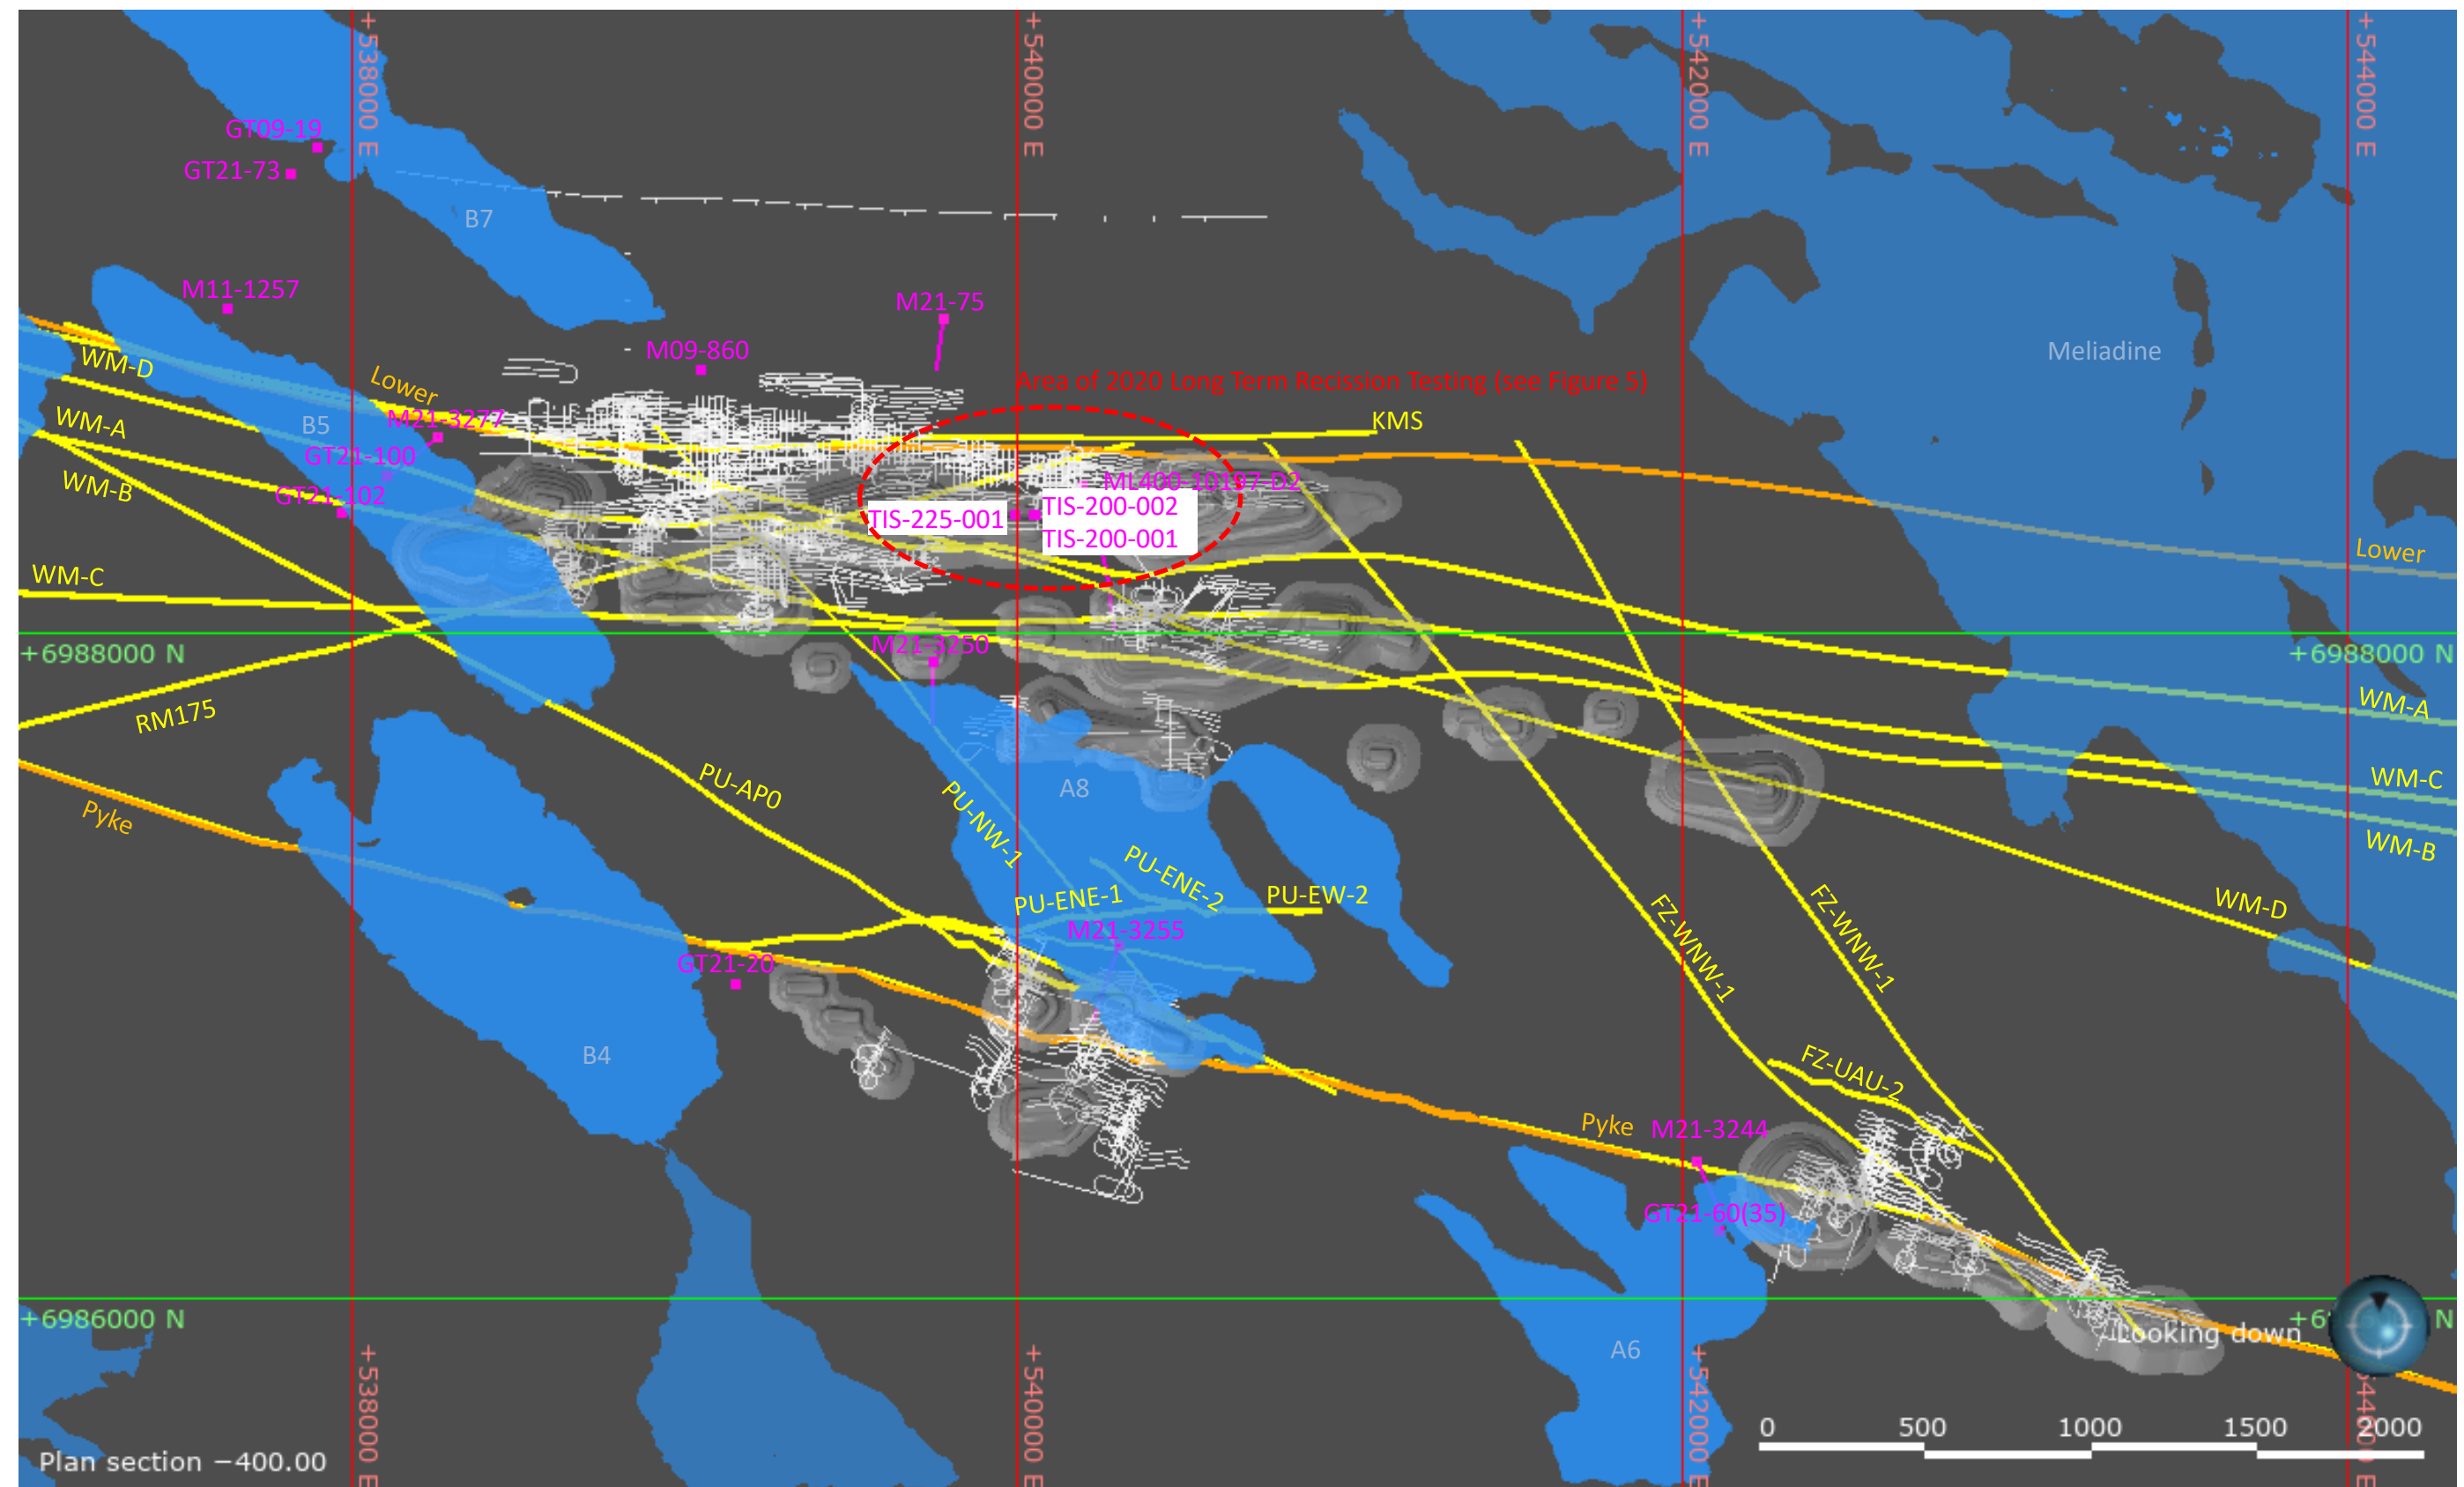 +538000 E
+540000 E
+542000 E
+544000 E
GT09-19
GT21-73
B7
M11-1257
M21-75
M09-860
Meliadine
WM-D
Lower
Area of 2020 Long Term Recission Testing (see Figure 5)
WM-A
B5
M21-3277
KMS
GT21-100
WM-B
GT21-102
ML400-10197-D2
TIS-225-001
TIS-200-002
TIS-200-001
Lower
WM-C
+6988000 N
M21-3250
+6988000 N
RM175
WM-A
PU-AP0
A8
WM-C
Pyke
PU-NW-1
WM-B
PU-ENE-2
PU-ENE-1
PU-EW-2
WM-D
FZ-WNW-1
FZ-WNW-1
M21-3255
GT21-20
B4
FZ-UAU-2
Pyke
M21-3244
GT21-60(35)
+6986000 N
+6
N
Looking down
A6
+538000 E
+540000 E
+542000 E
0
500
1000
1500
2000
Plan section −400.00